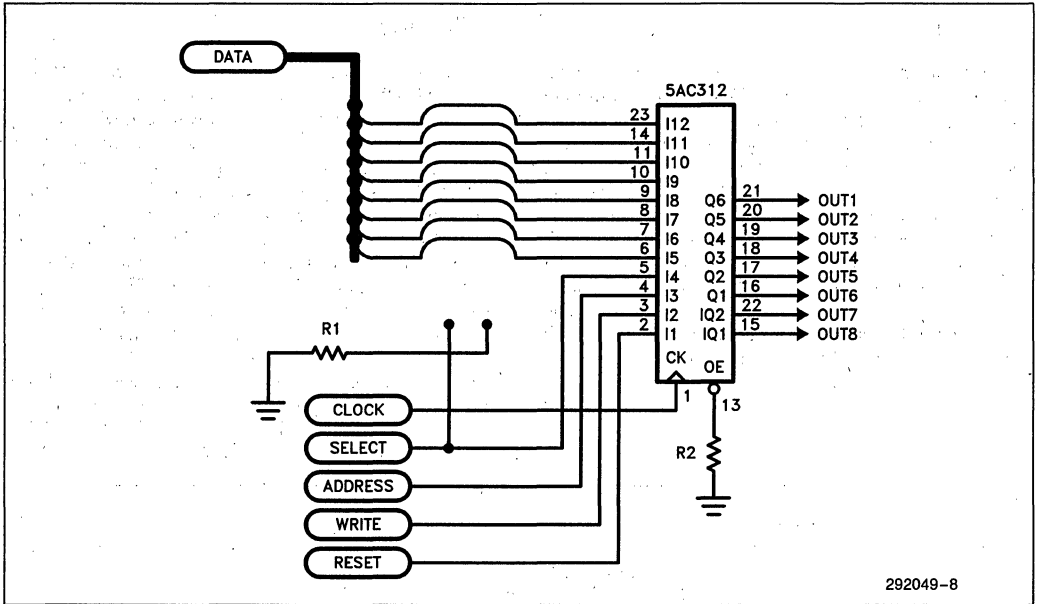 DATA
5AC312
23 I12
14 I11
11 I10
10 I9
9 I8 Q6 21 OUT1
8 I7 Q5 20 OUT2
7 I6 Q4 19 OUT3
6 I5 Q3 18 OUT4
5 I4 Q2 17 OUT5
4 I3 Q1 16 OUT6
3 I2 IQ2 22 OUT7
2 I1 IQ1 15 OUT8
R1
CK OE
1 13
CLOCK
SELECT
R2
ADDRESS
WRITE
RESET
292049-8